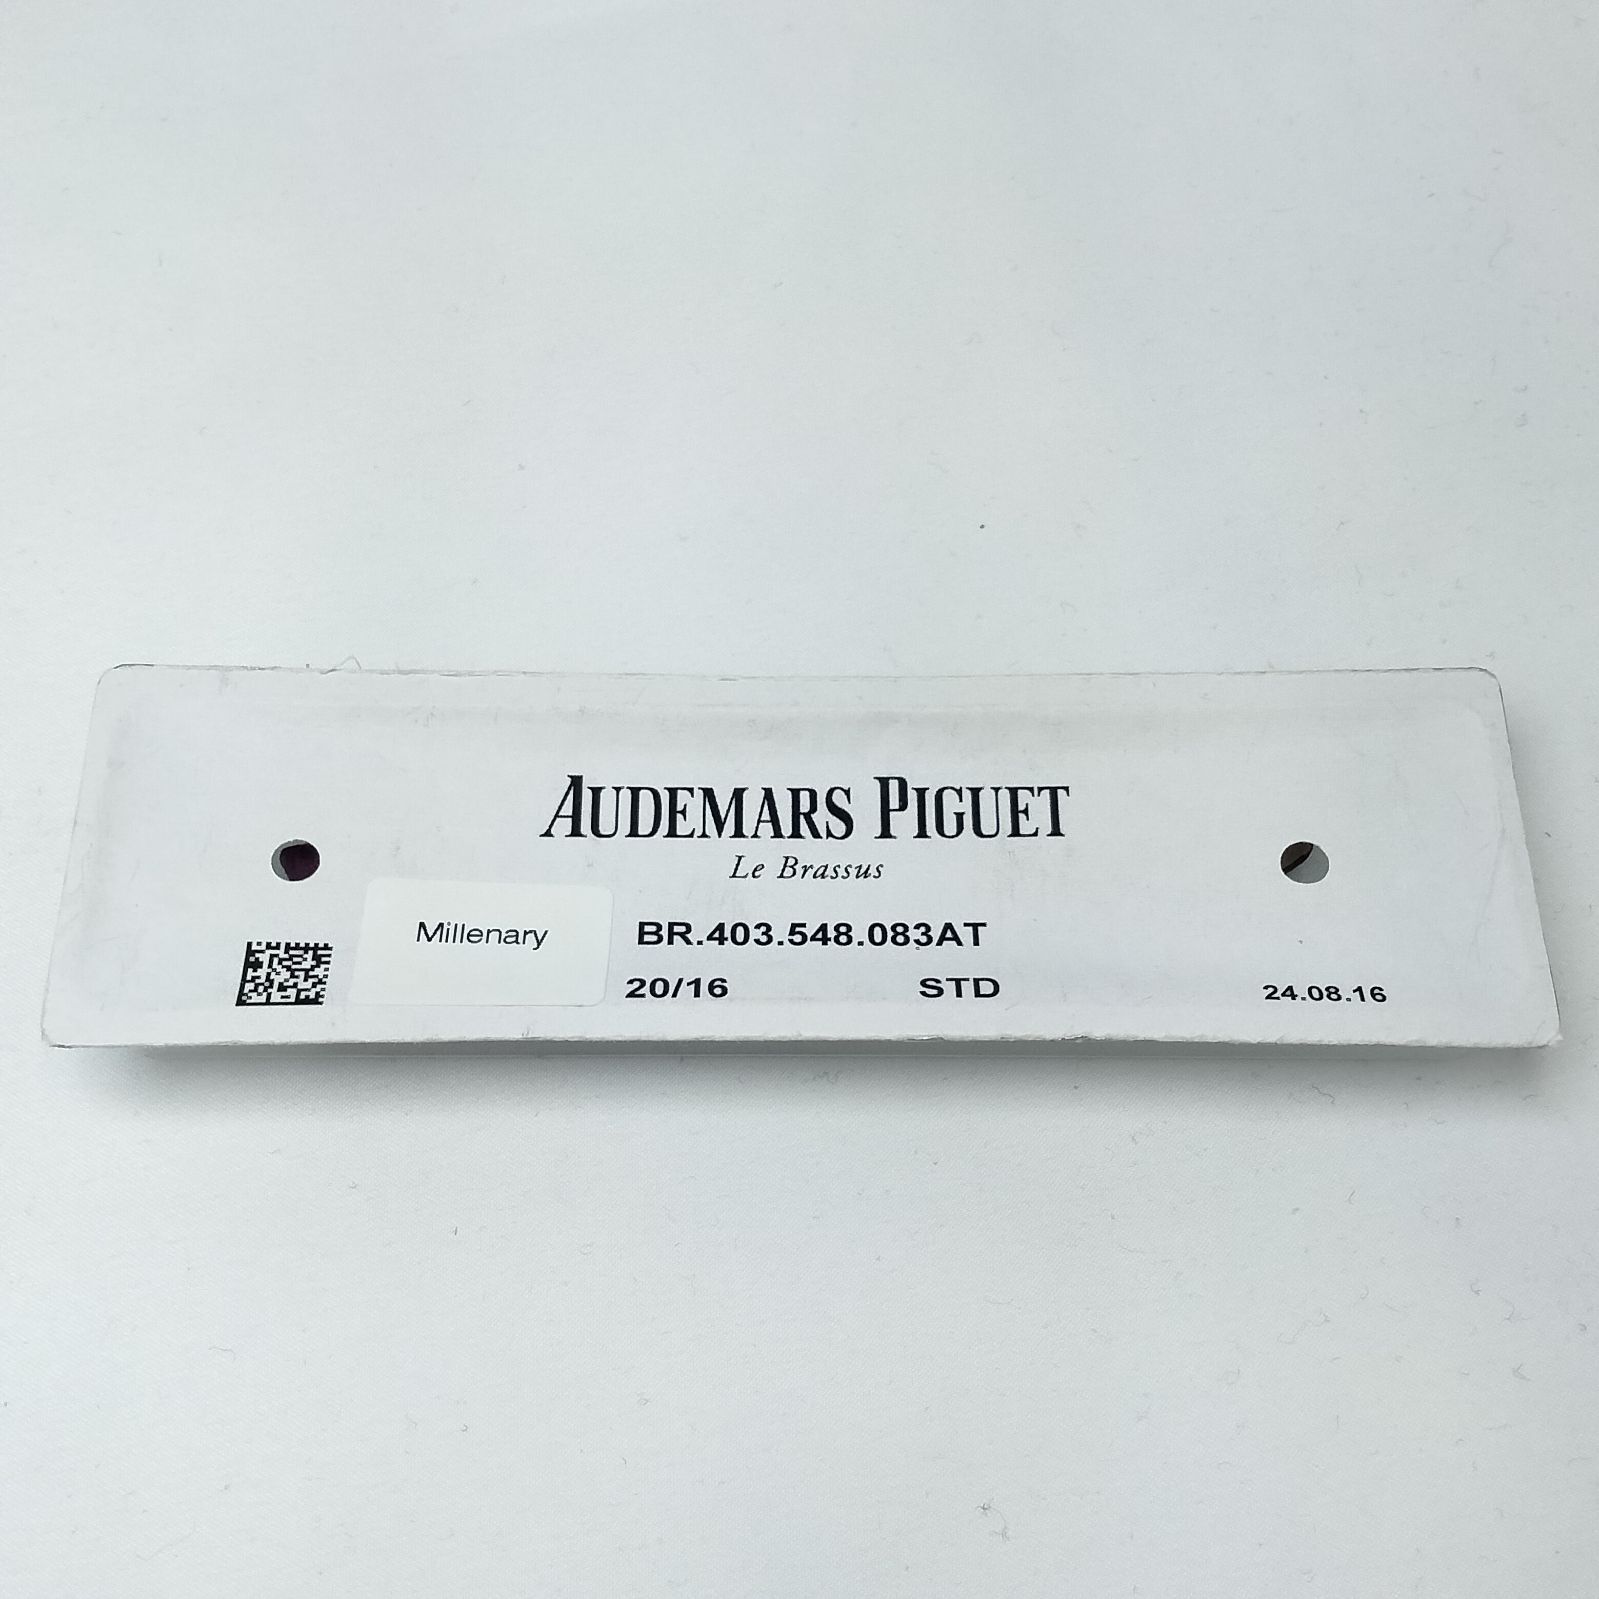 AUDEMARS PIGUET
Le Brassus
Millenary
BR.403.548.083AT
20/16 STD
24.08.16